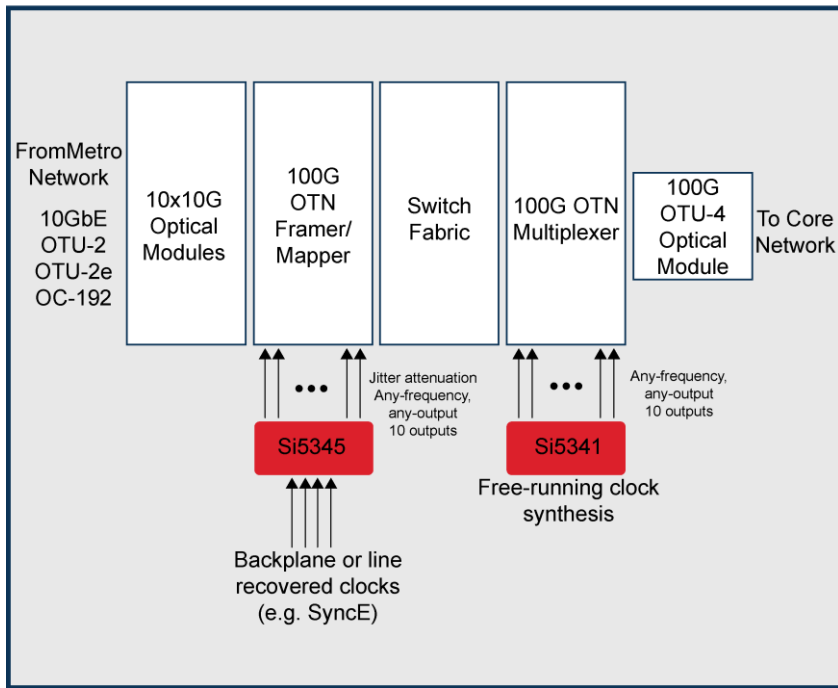 FromMetro
Network
10GbE
OTU-2
OTU-2e
OC-192
10x10G
Optical
Modules
100G
OTN
Framer/
Mapper
Switch
Fabric
100G OTN
Multiplexer
100G
OTU-4
Optical
Module
To Core
Network
Jitter attenuation
Any-frequency,
any-output
10 outputs
Any-frequency,
any-output
10 outputs
Si5345
Si5341
Free-running clock
synthesis
Backplane or line
recovered clocks
(e.g. SyncE)